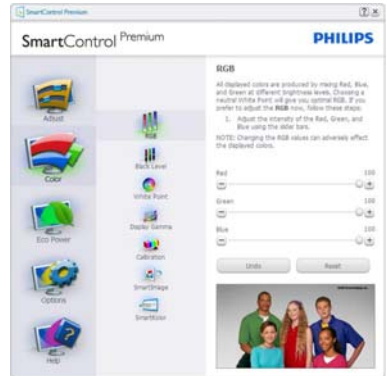 SmartControl Premium
SmartControl Premium
PHILIPS
Adjust
Color
Eco Power
Options
Help
RGB
Black Level
White Point
Display Gamma
Calibration
SmartImage
SmartKolor
RGB
All displayed colors are produced by mixing Red, Blue,
and Green at different brightness levels. Choosing a
neutral White Point will give you optimal RGB. If you
prefer to adjust the RGB now, follow these steps:
1. Adjust the intensity of the Red, Green, and
Blue using the slider bars.
NOTE: Changing the RGB values can adversely affect
the displayed colors.
Red 100
Green 100
Blue 100
Undo Reset